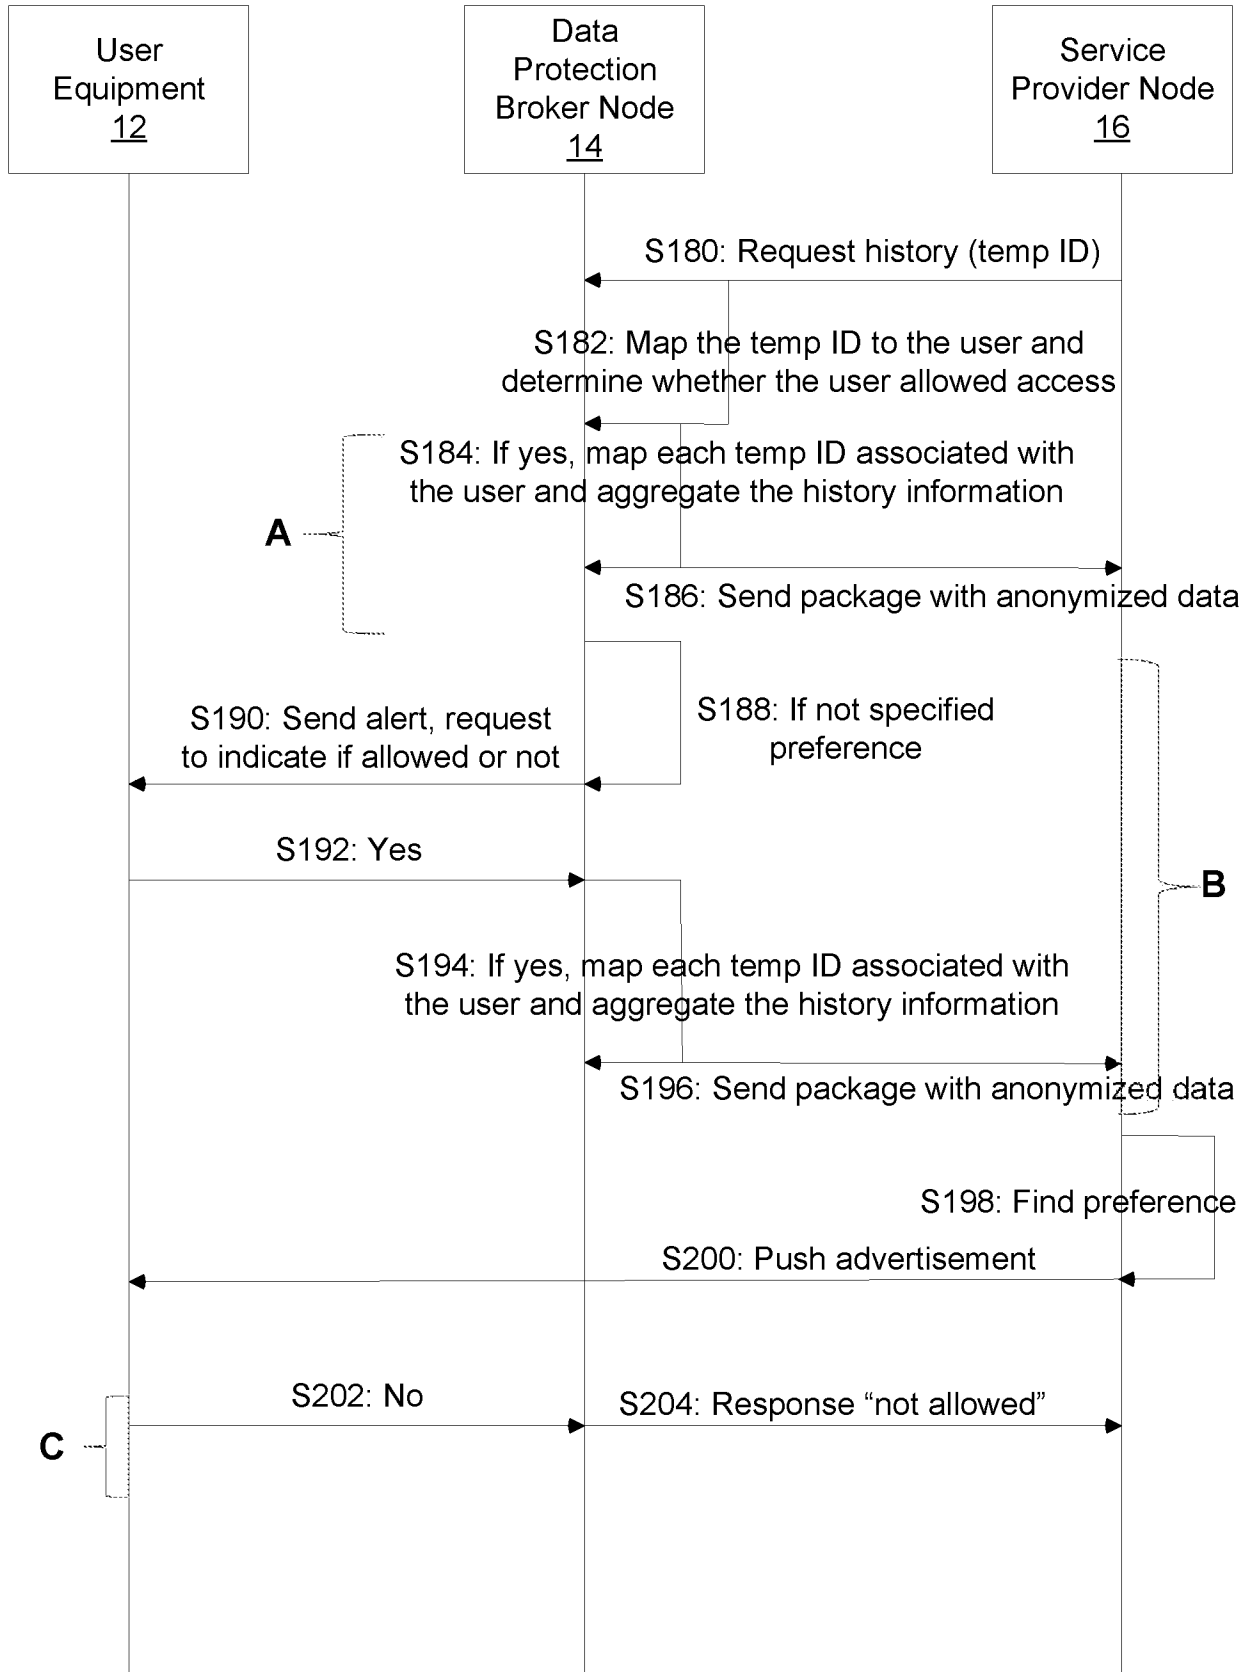 User
Equipment
12
Data
Protection
Broker Node
14
Service
Provider Node
16
S180: Request history (temp ID)
S182: Map the temp ID to the user and
determine whether the user allowed access
S184: If yes, map each temp ID associated with
the user and aggregate the history information
A
S186: Send package with anonymized data
S188: If not specified
preference
S190: Send alert, request
to indicate if allowed or not
S192: Yes
B
S194: If yes, map each temp ID associated with
the user and aggregate the history information
S196: Send package with anonymized data
S198: Find preference
S200: Push advertisement
S202: No
S204: Response “not allowed”
C